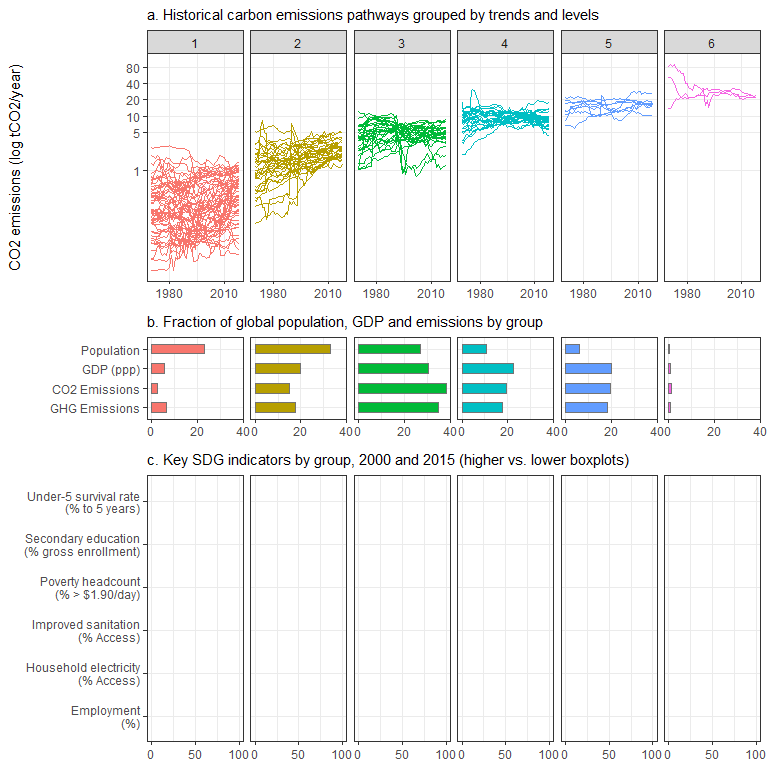 a. Historical carbon emissions pathways grouped by trends and levels
1 2 3 4 5 6
CO2 emissions (log tCO2/year)
80
40
20
10
5
1
1980 2010 1980 2010 1980 2010 1980 2010 1980 2010 1980 2010
b. Fraction of global population, GDP and emissions by group
Population
GDP (ppp)
CO2 Emissions
GHG Emissions
0 20 40 0 20 40 0 20 40 0 20 40 0 20 40 0 20 40
c. Key SDG indicators by group, 2000 and 2015 (higher vs. lower boxplots)
Under-5 survival rate
(% to 5 years)
Secondary education
(% gross enrollment)
Poverty headcount
(% > $1.90/day)
Improved sanitation
(% Access)
Household electricity
(% Access)
Employment
(%)
0 50 100 0 50 100 0 50 100 0 50 100 0 50 100 0 50 100